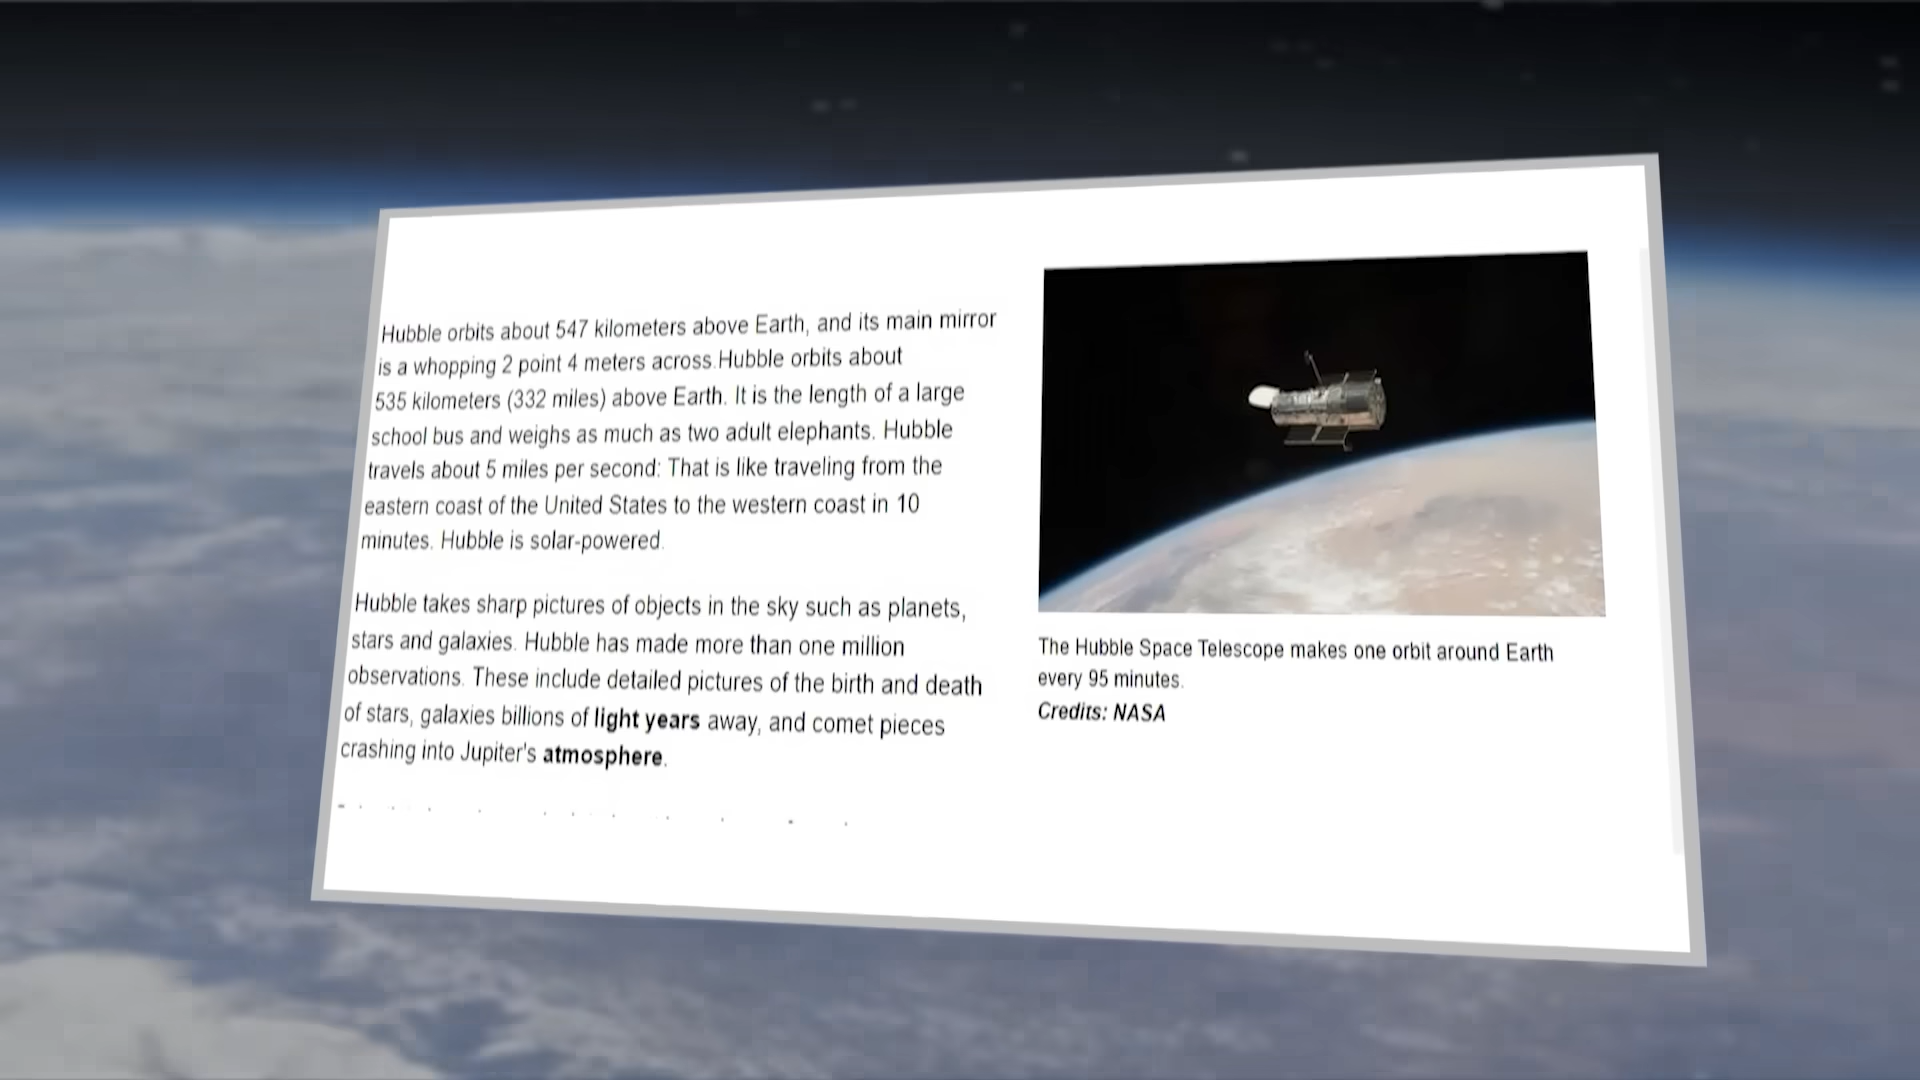 Hubble orbits about 547 kilometers above Earth, and its main mirror
is a whopping 2 point 4 meters across.Hubble orbits about
535 kilometers (332 miles) above Earth. It is the length of a large
school bus and weighs as much as two adult elephants. Hubble
travels about 5 miles per second: That is like traveling from the
eastern coast of the United States to the western coast in 10
minutes. Hubble is solar-powered.
Hubble takes sharp pictures of objects in the sky such as planets,
stars and galaxies. Hubble has made more than one million
observations. These include detailed pictures of the birth and death
of stars, galaxies billions of light years away, and comet pieces
crashing into Jupiter's atmosphere.
The Hubble Space Telescope makes one orbit around Earth
every 95 minutes.
Credits: NASA